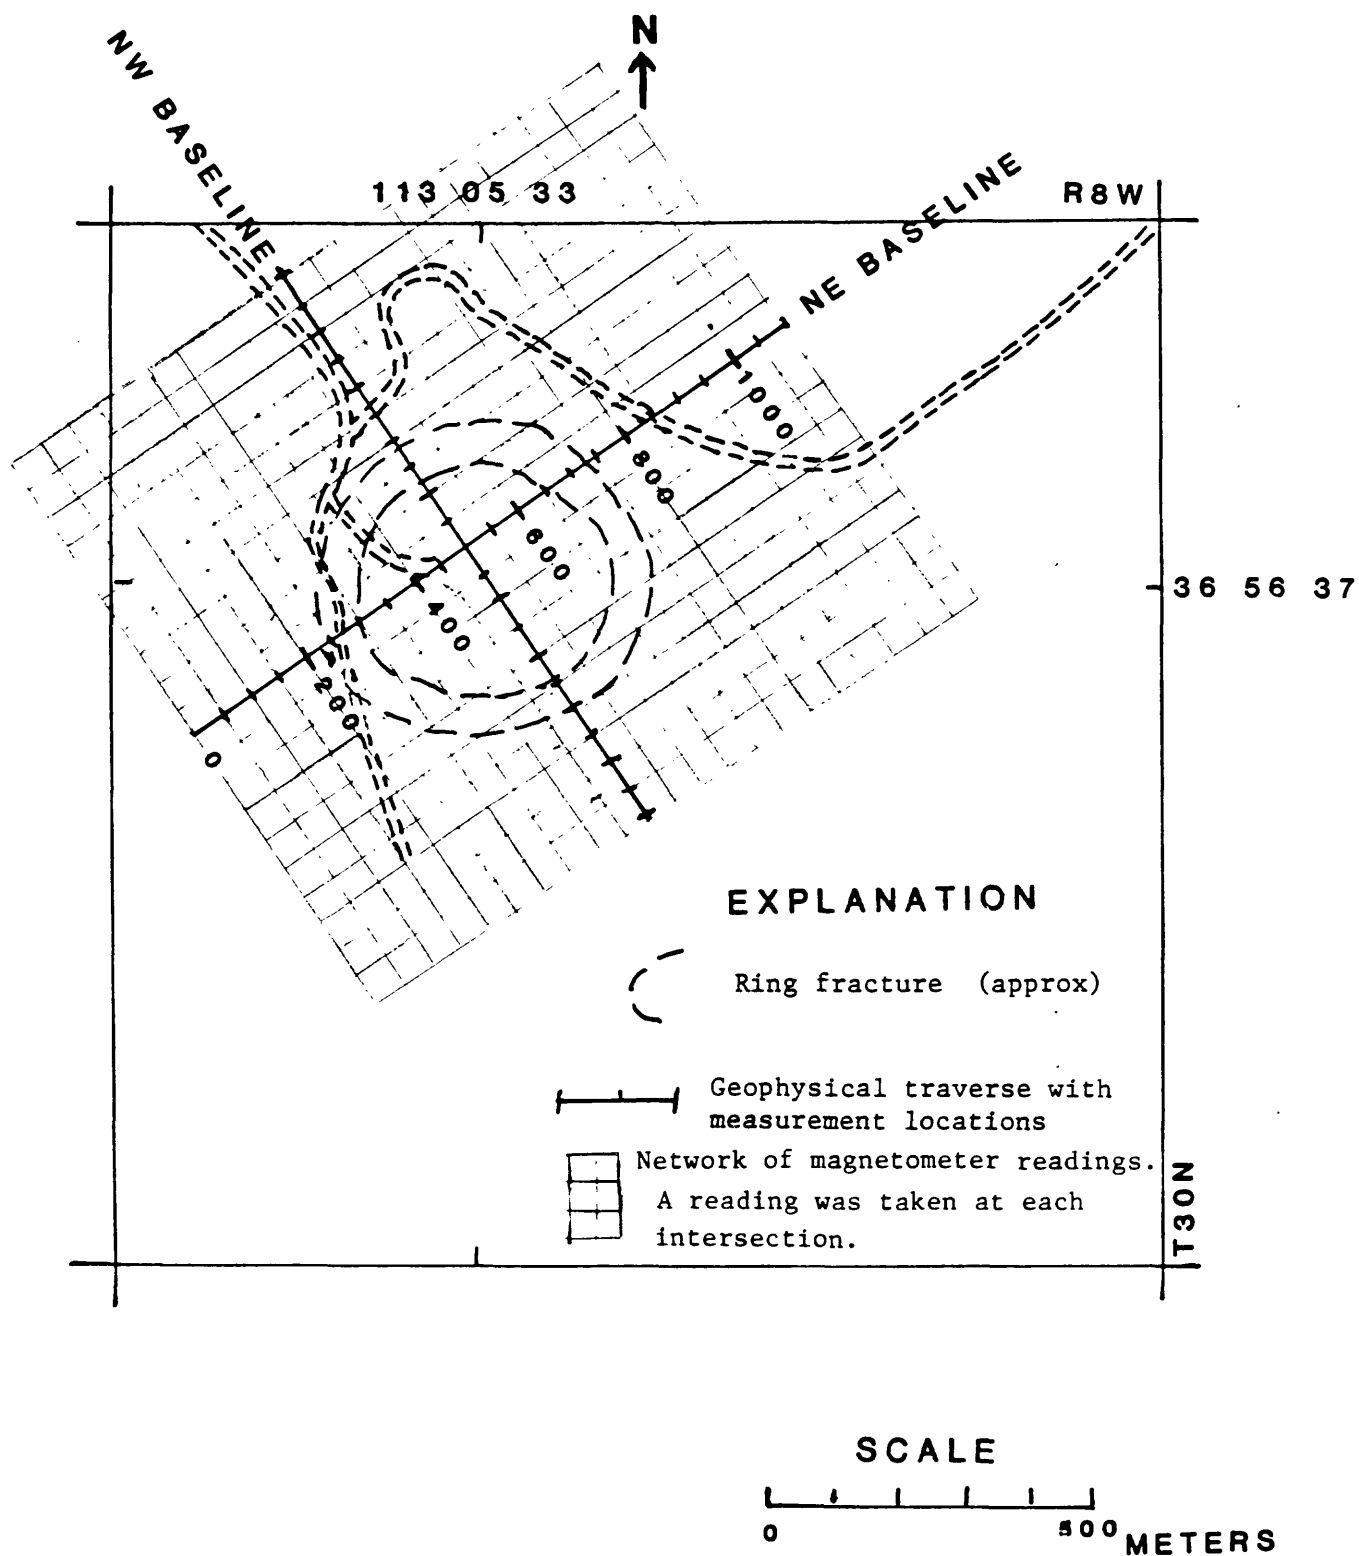 N
NW BASELINE
113 05 33
R8W
NE BASELINE
1000
800
600
36 56 37
400
200
0
EXPLANATION
Ring fracture (approx)
Geophysical traverse with
measurement locations
Network of magnetometer readings.
A reading was taken at each
intersection.
T30N
SCALE
0
500
METERS